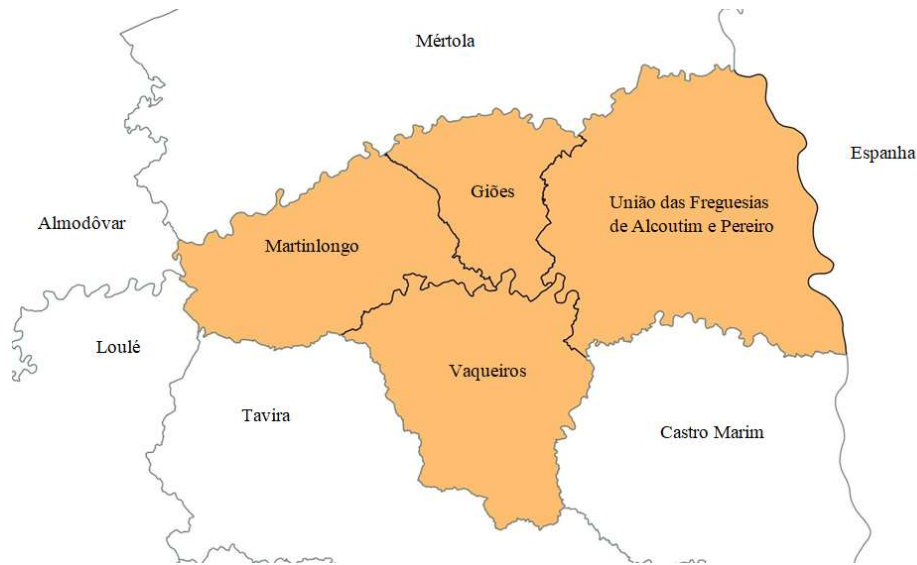 Mértola
Espanha
Giões
União das Freguesias
de Alcoutim e Pereiro
Almodôvar
Martinlongo
Loulé
Vaqueiros
Tavira
Castro Marim